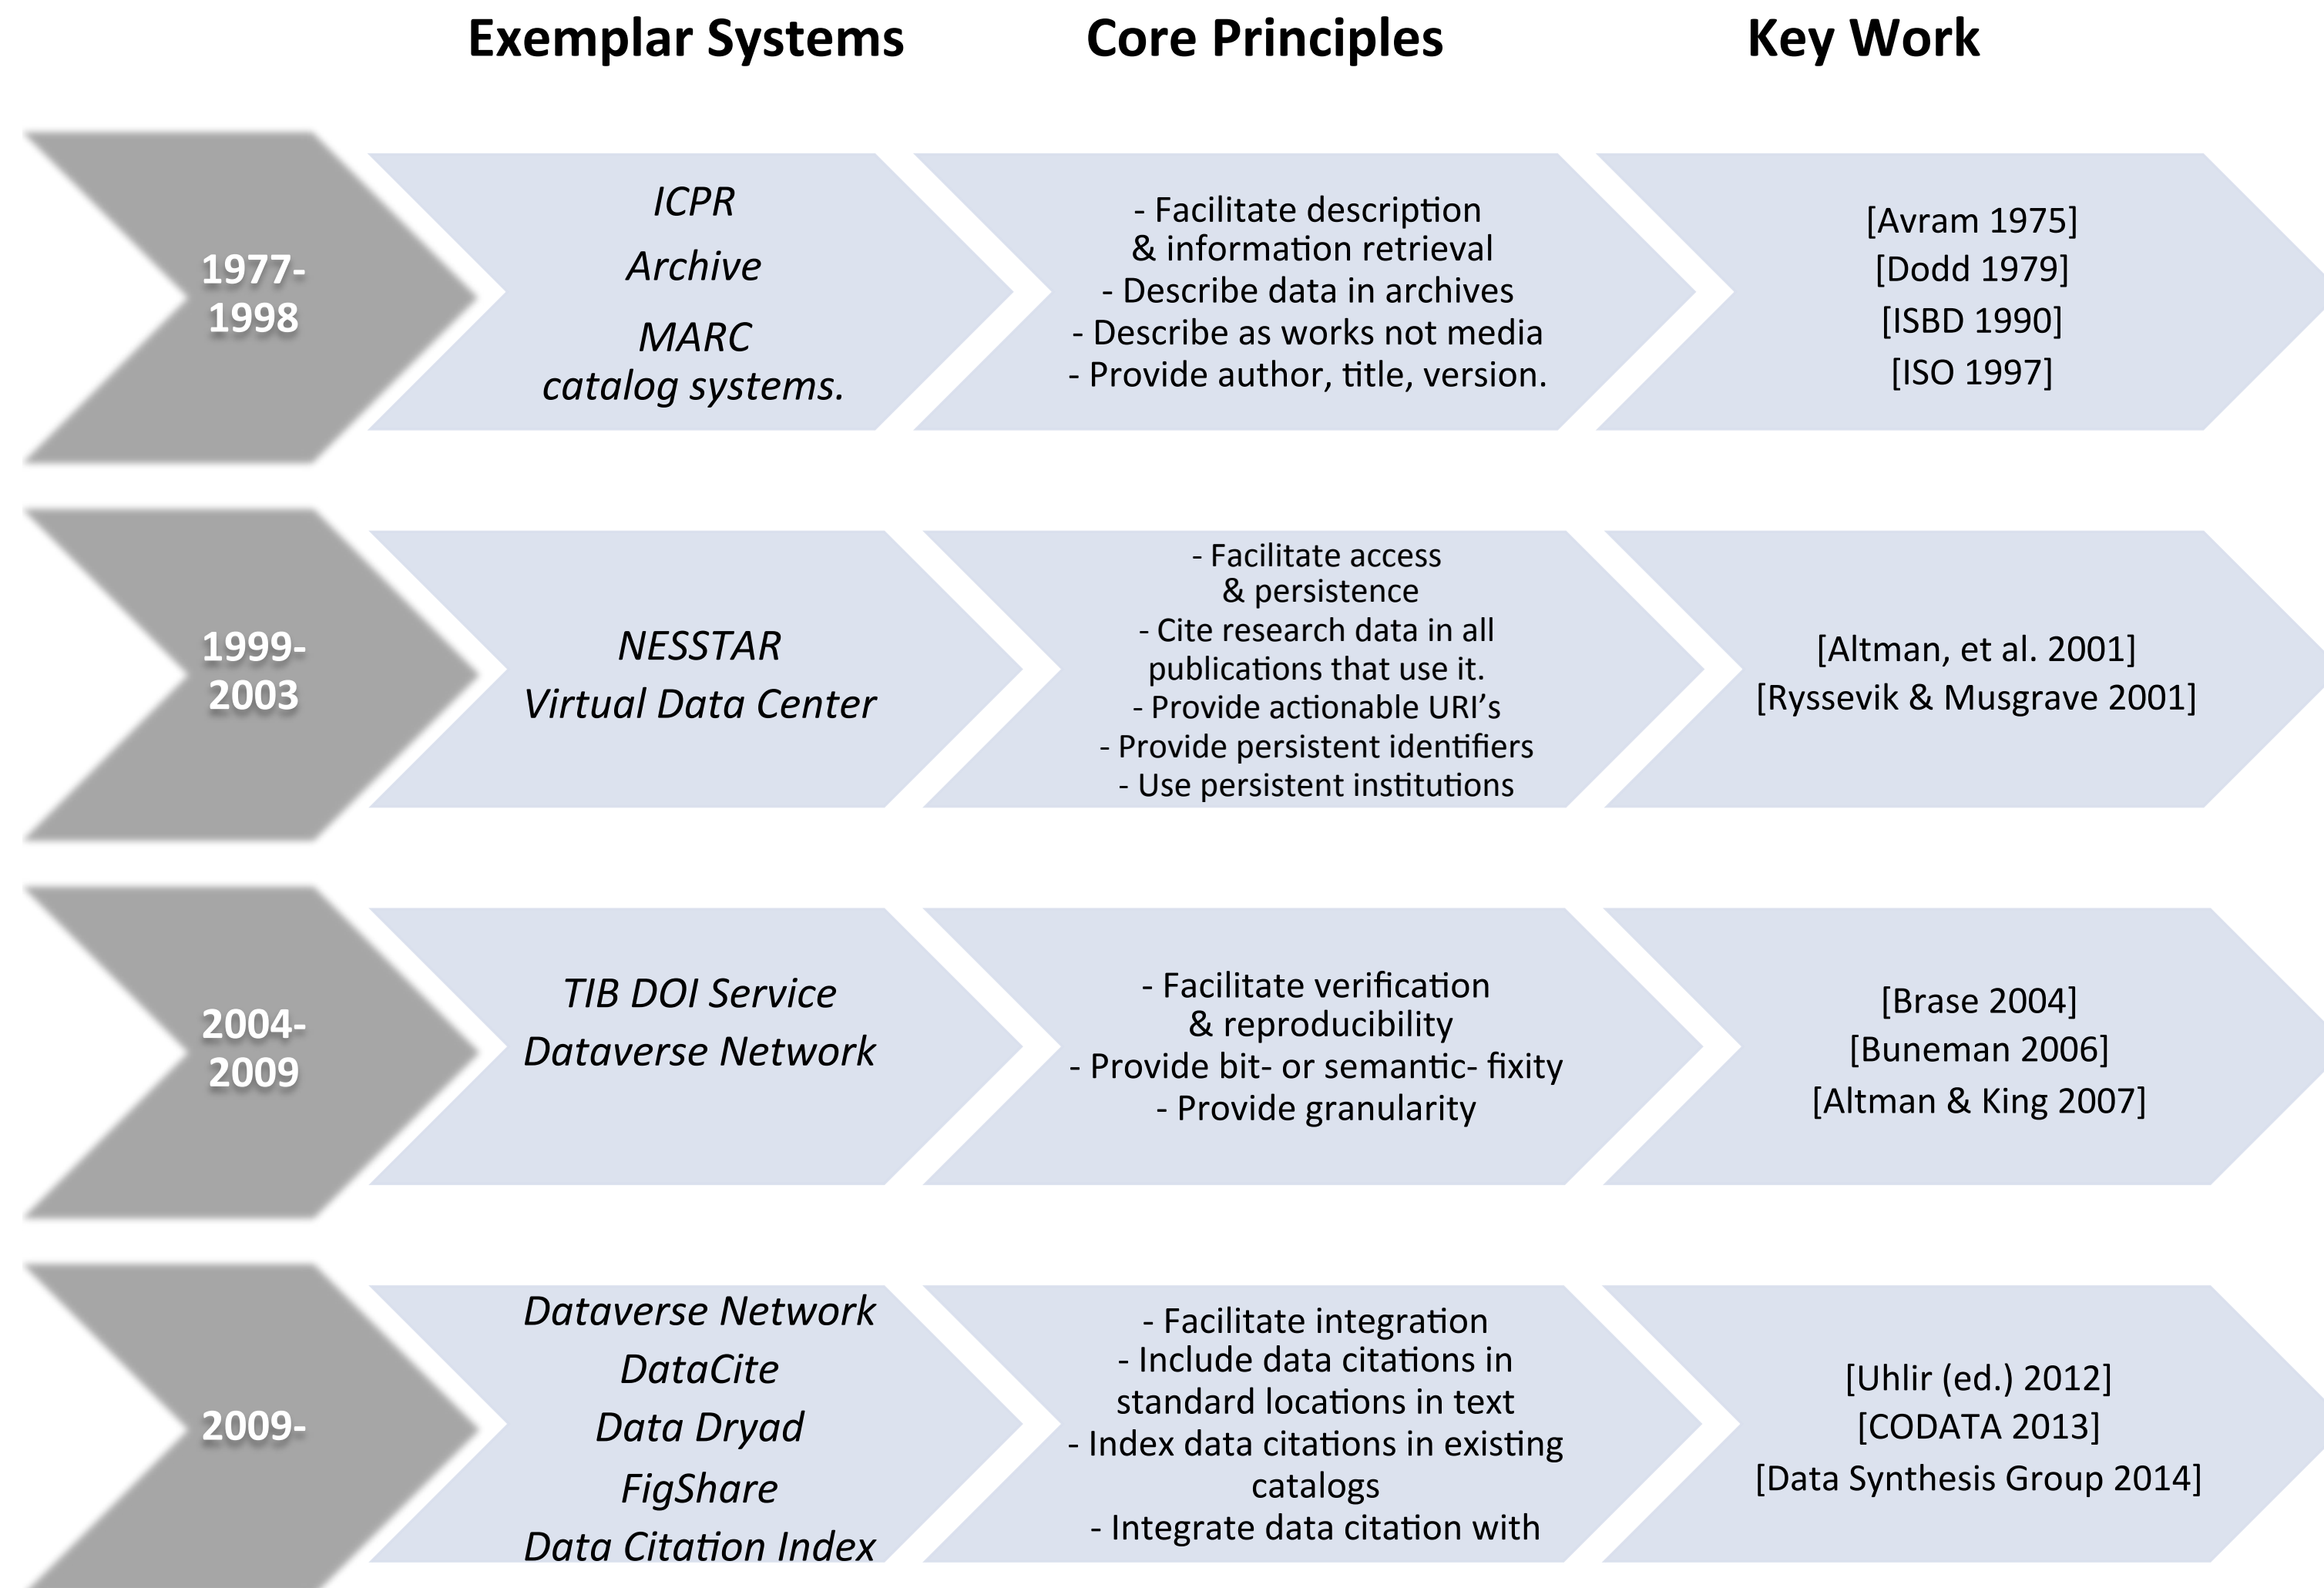 Exemplar Systems
Core Principles
Key Work
1977-
1998
ICPR
Archive
MARC
catalog systems.
- Facilitate description
& information retrieval
- Describe data in archives
- Describe as works not media
- Provide author, title, version.
[Avram 1975]
[Dodd 1979]
[ISBD 1990]
[ISO 1997]
1999-
2003
NESSTAR
Virtual Data Center
- Facilitate access
& persistence
- Cite research data in all
publications that use it.
- Provide actionable URI’s
- Provide persistent identifiers
- Use persistent institutions
[Altman, et al. 2001]
[Ryssevik & Musgrave 2001]
2004-
2009
TIB DOI Service
Dataverse Network
- Facilitate verification
& reproducibility
- Provide bit- or semantic- fixity
- Provide granularity
[Brase 2004]
[Buneman 2006]
[Altman & King 2007]
2009-
Dataverse Network
DataCite
Data Dryad
FigShare
Data Citation Index
- Facilitate integration
- Include data citations in
standard locations in text
- Index data citations in existing
catalogs
- Integrate data citation with
[Uhlir (ed.) 2012]
[CODATA 2013]
[Data Synthesis Group 2014]